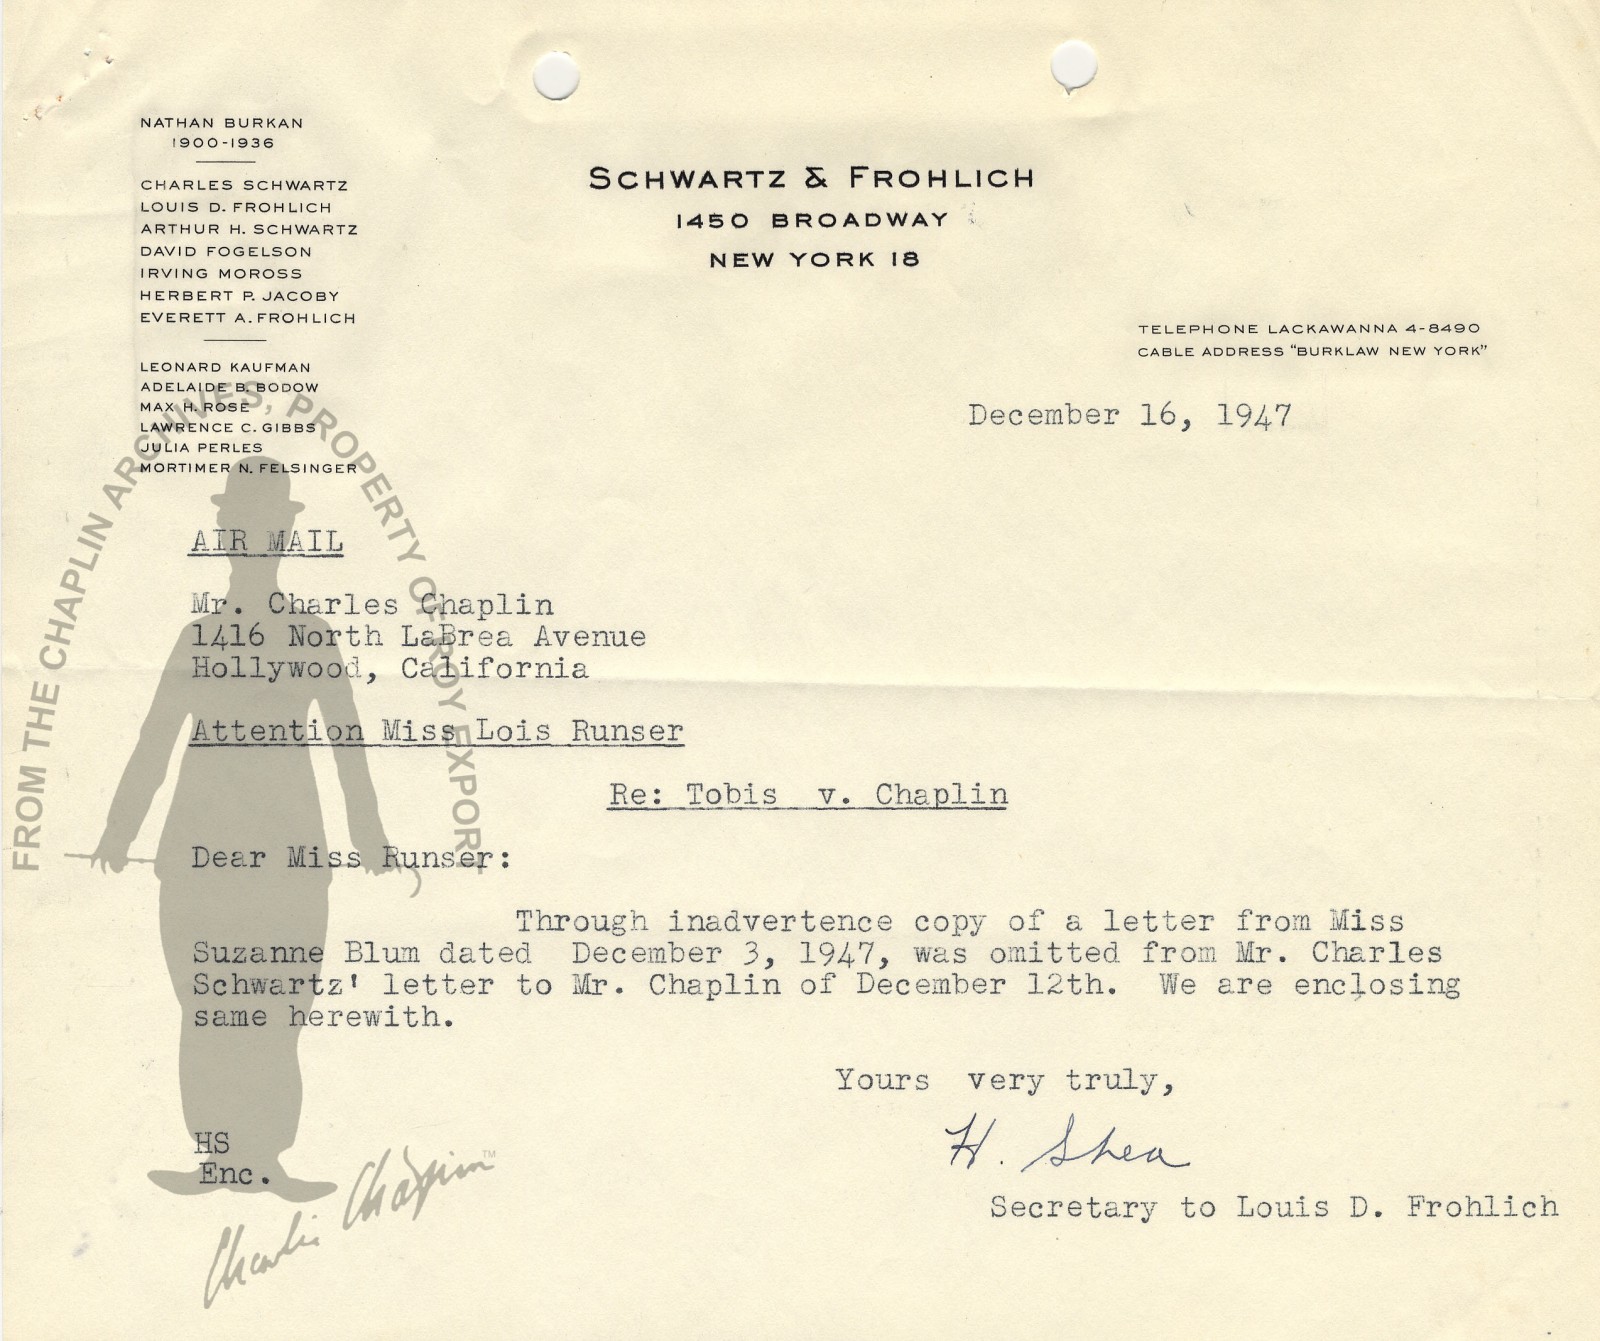 NATHAN BURKAN
1900-1936
CHARLES SCHWARTZ
LOUIS D. FROHLICH
ARTHUR H. SCHWARTZ
DAVID FOGELSON
IRVING MOROSS
HERBERT P. JACOBY
EVERETT A. FROHLICH
LEONARD KAUFMAN
ADELAIDE B. BODOW
MAX H. ROSE
LAWRENCE C. GIBBS
JULIA PERLES
MORTIMER N. FELSINGER
SCHWARTZ & FROHLICH
1450 BROADWAY
NEW YORK 18
TELEPHONE LACKAWANNA 4-8490
CABLE ADDRESS "BURKLAW NEW YORK"
December 16, 1947
AIR MAIL
Mr. Charles Chaplin
1416 North LaBrea Avenue
Hollywood, California
Attention Miss Lois Runser
Re: Tobis v. Chaplin
Dear Miss Runser:
Through inadvertence copy of a letter from Miss
Suzanne Blum dated December 3, 1947, was omitted from Mr. Charles
Schwartz' letter to Mr. Chaplin of December 12th. We are enclosing
same herewith.
Yours very truly,
H. Shea
Secretary to Louis D. Frohlich
HS
Enc.
FROM THE CHAPLIN ARCHIVES, PROPERTY OF ROY EXPORT
Charlie Chaplin™